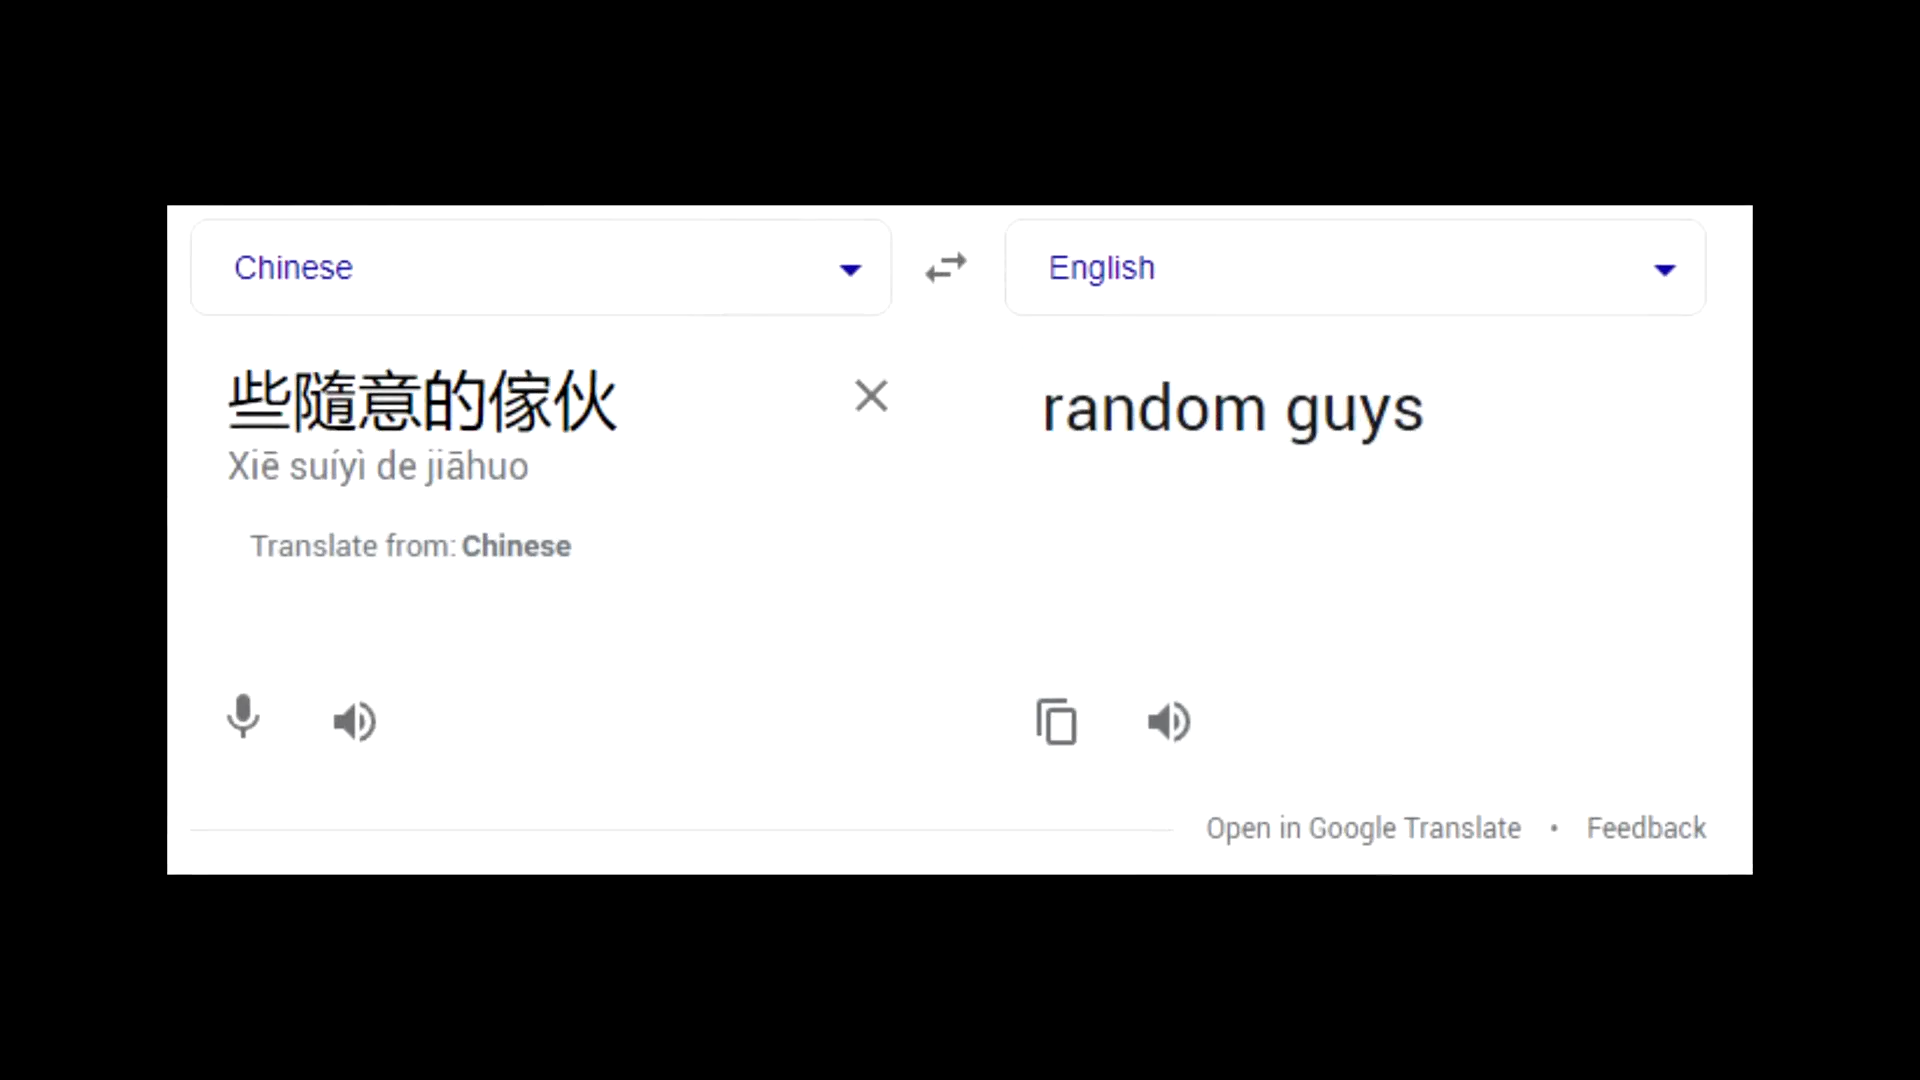 Chinese
English
些隨意的傢伙
Xiē suíyì de jiāhuo
Translate from: Chinese
random guys
Open in Google Translate • Feedback